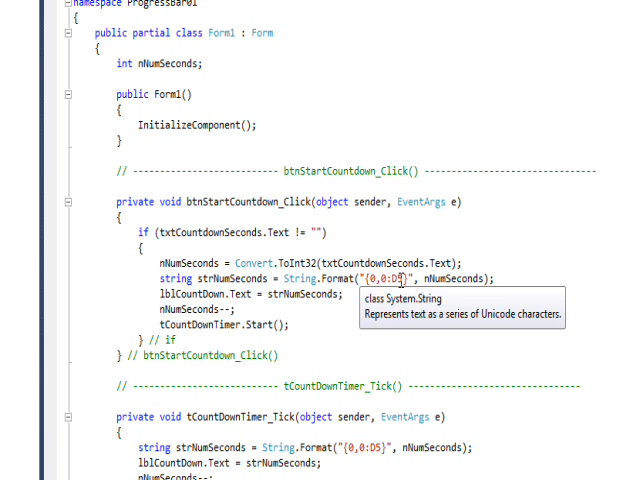 namespace ProgressBar01
{
public partial class Form1 : Form
{
int nNumSeconds;
public Form1()
{
InitializeComponent();
}
// --------------------------- btnStartCountdown_Click() --------------------------------
private void btnStartCountdown_Click(object sender, EventArgs e)
{
if (txtCountdownSeconds.Text != "")
{
nNumSeconds = Convert.ToInt32(txtCountdownSeconds.Text);
string strNumSeconds = String.Format("{0,0:D5}", nNumSeconds);
lblCountDown.Text = strNumSeconds;
class System.String
Represents text as a series of Unicode characters.
nNumSeconds--;
tCountDownTimer.Start();
} // if
} // btnStartCountdown_Click()
// --------------------------- tCountDownTimer_Tick() --------------------------------
private void tCountDownTimer_Tick(object sender, EventArgs e)
{
string strNumSeconds = String.Format("{0,0:D5}", nNumSeconds);
lblCountDown.Text = strNumSeconds;
nNumSeconds--;